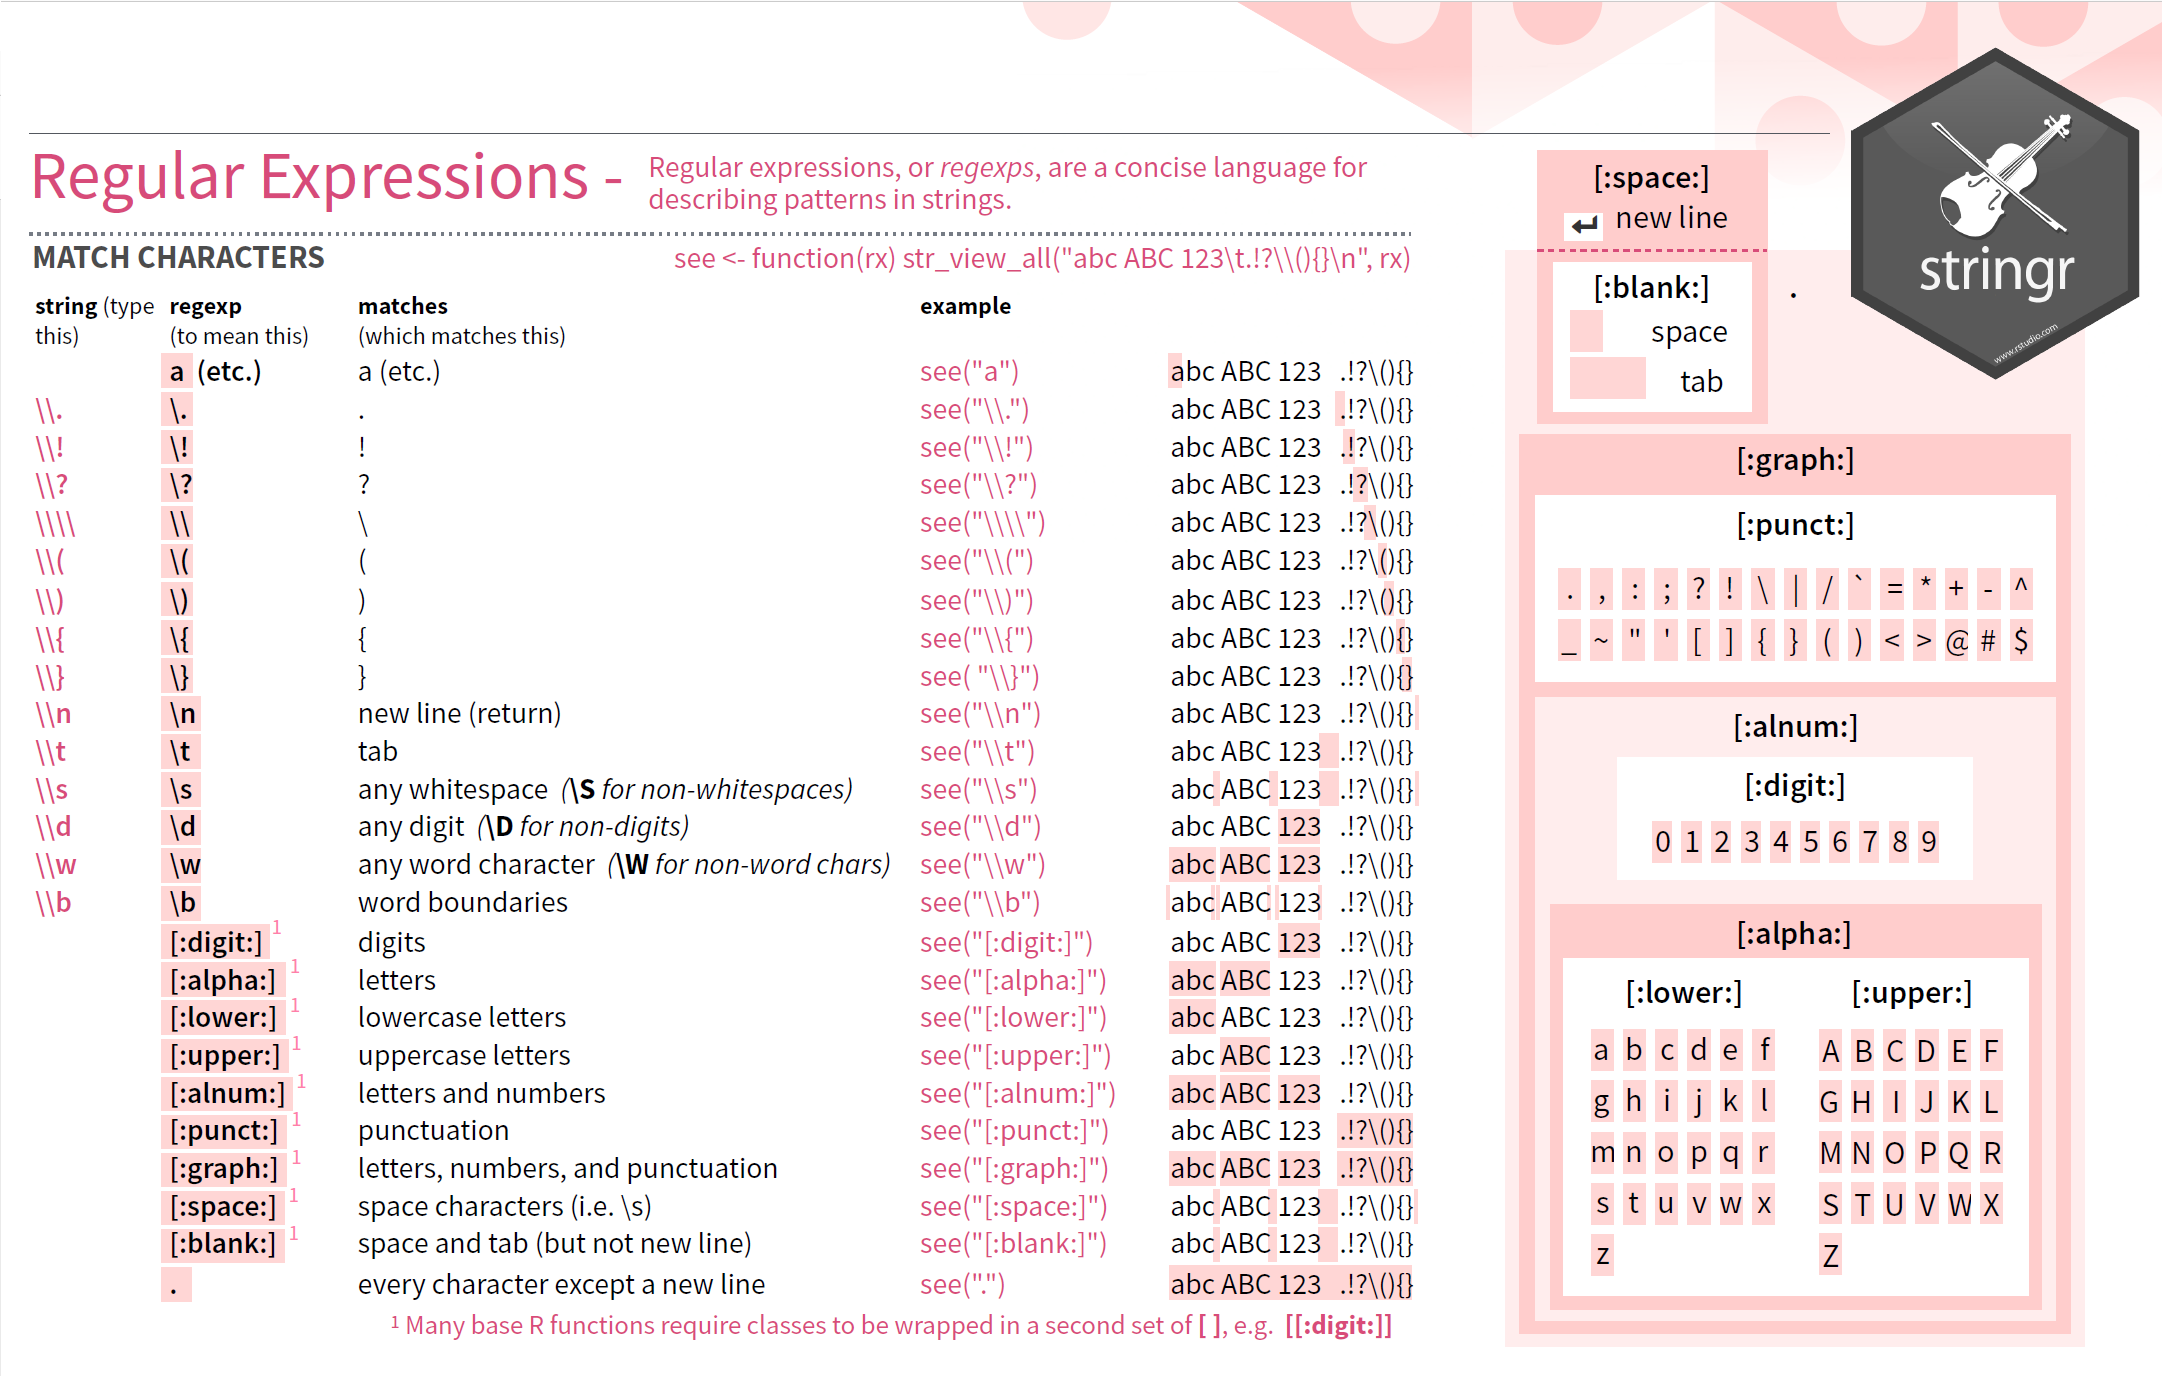 Regular Expressions - Regular expressions, or regexps, are a concise language for
describing patterns in strings.
MATCH CHARACTERS see <- function(rx) str_view_all("abc ABC 123\t.!?\\(){}\n", rx)
string (type regexp matches example
this) (to mean this) (which matches this)
a (etc.) a (etc.) see("a") abc ABC 123 .!?\(){}
\\. \. . see("\\.") abc ABC 123 .!?\(){}
\\! \! ! see("\\!") abc ABC 123 .!?\(){}
\\? \? ? see("\\?") abc ABC 123 .!?\(){}
\\\\ \\ \ see("\\\\") abc ABC 123 .!?\(){}
\\( \( ( see("\\(") abc ABC 123 .!?\(){}
\\) \) ) see("\\)") abc ABC 123 .!?\(){}
\\{ \{ { see("\\{") abc ABC 123 .!?\(){}
\\} \} } see( "\\}") abc ABC 123 .!?\(){}
\\n \n new line (return) see("\\n") abc ABC 123 .!?\(){}
\\t \t tab see("\\t") abc ABC 123 .!?\(){}
\\s \s any whitespace (\S for non-whitespaces) see("\\s") abc ABC 123 .!?\(){}
\\d \d any digit (\D for non-digits) see("\\d") abc ABC 123 .!?\(){}
\\w \w any word character (\W for non-word chars) see("\\w") abc ABC 123 .!?\(){}
\\b \b word boundaries see("\\b") abc ABC 123 .!?\(){}
[:digit:] 1 digits see("[:digit:]") abc ABC 123 .!?\(){}
[:alpha:] 1 letters see("[:alpha:]") abc ABC 123 .!?\(){}
[:lower:] 1 lowercase letters see("[:lower:]") abc ABC 123 .!?\(){}
[:upper:] 1 uppercase letters see("[:upper:]") abc ABC 123 .!?\(){}
[:alnum:] 1 letters and numbers see("[:alnum:]") abc ABC 123 .!?\(){}
[:punct:] 1 punctuation see("[:punct:]") abc ABC 123 .!?\(){}
[:graph:] 1 letters, numbers, and punctuation see("[:graph:]") abc ABC 123 .!?\(){}
[:space:] 1 space characters (i.e. \s) see("[:space:]") abc ABC 123 .!?\(){}
[:blank:] 1 space and tab (but not new line) see("[:blank:]") abc ABC 123 .!?\(){}
. every character except a new line see(".") abc ABC 123 .!?\(){}
1 Many base R functions require classes to be wrapped in a second set of [ ], e.g. [[:digit:]]
[:space:]
new line
[:blank:] .
space
tab
[:graph:]
[:punct:]
. , : ; ? ! \ | / ` = * + - ^
_ ~ " ' [ ] { } ( ) < > @ # $
[:alnum:]
[:digit:]
0 1 2 3 4 5 6 7 8 9
[:alpha:]
[:lower:] [:upper:]
a b c d e f A B C D E F
g h i j k l G H I J K L
m n o p q r M N O P Q R
s t u v w x S T U V W X
z Z
stringr
www.rstudio.com